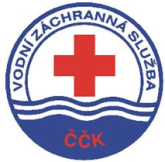 VODNÍ ZÁCHRANNÁ SLUŽBA
ČČK